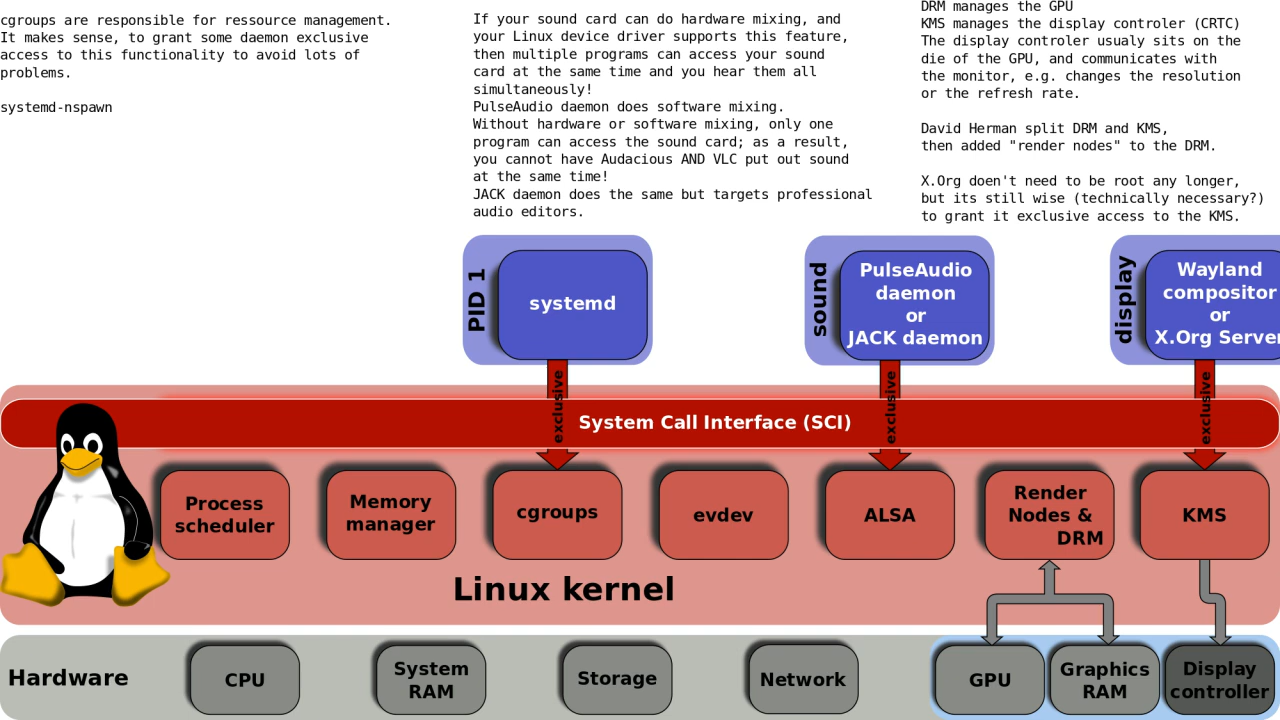 cgroups are responsible for ressource management.
It makes sense, to grant some daemon exclusive
access to this functionality to avoid lots of
problems.
systemd-nspawn
If your sound card can do hardware mixing, and
your Linux device driver supports this feature,
then multiple programs can access your sound
card at the same time and you hear them all
simultaneously!
PulseAudio daemon does software mixing.
Without hardware or software mixing, only one
program can access the sound card; as a result,
you cannot have Audacious AND VLC put out sound
at the same time!
JACK daemon does the same but targets professional
audio editors.
DRM manages the GPU
KMS manages the display controler (CRTC)
The display controler usualy sits on the
die of the GPU, and communicates with
the monitor, e.g. changes the resolution
or the refresh rate.
David Herman split DRM and KMS,
then added "render nodes" to the DRM.
X.Org doen't need to be root any longer,
but its still wise (technically necessary?)
to grant it exclusive access to the KMS.
PID 1
systemd
sound
PulseAudio
daemon
or
JACK daemon
display
Wayland
compositor
or
X.Org Server
exclusive
exclusive
exclusive
System Call Interface (SCI)
Process
scheduler
Memory
manager
cgroups
evdev
ALSA
Render
Nodes &
DRM
KMS
Linux kernel
Hardware
CPU
System
RAM
Storage
Network
GPU
Graphics
RAM
Display
controller